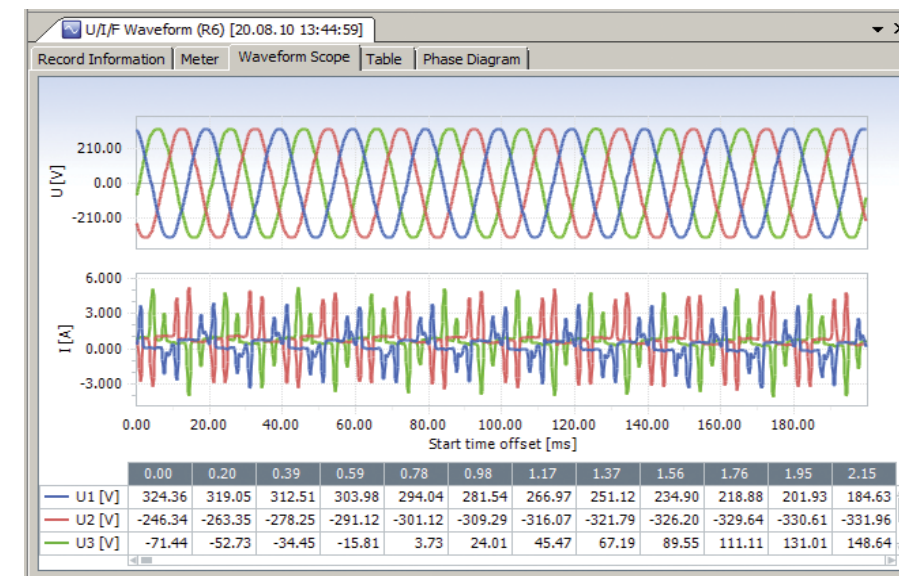 U/I/F Waveform (R6) [20.08.10 13:44:59]
Record Information Meter Waveform Scope Table Phase Diagram
210.00
0.00
-210.00
U [V]
6.000
3.000
0.000
-3.000
I [A]
0.00 20.00 40.00 60.00 80.00 100.00 120.00 140.00 160.00 180.00
Start time offset [ms]
0.00 0.20 0.39 0.59 0.78 0.98 1.17 1.37 1.56 1.76 1.95 2.15
U1 [V] 324.36 319.05 312.51 303.98 294.04 281.54 266.97 251.12 234.90 218.88 201.93 184.63
U2 [V] -246.34 -263.35 -278.25 -291.12 -301.12 -309.29 -316.07 -321.79 -326.20 -329.64 -330.61 -331.96
U3 [V] -71.44 -52.73 -34.45 -15.81 3.73 24.01 45.47 67.19 89.55 111.11 131.01 148.64